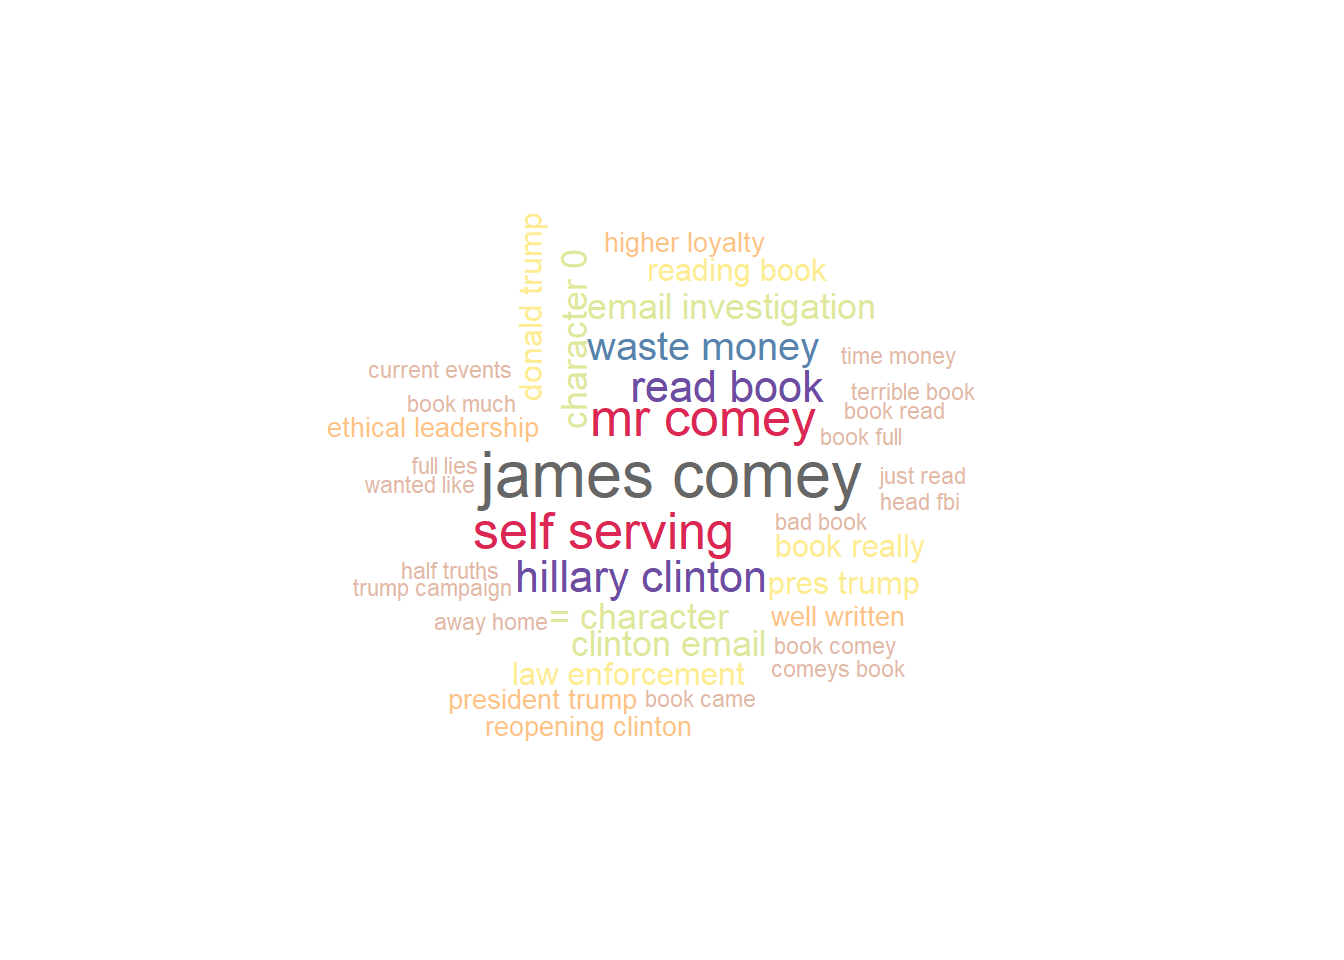 donald trump
character 0
higher loyalty
reading book
email investigation
waste money
time money
current events
read book
terrible book
book much
book read
mr comey
ethical leadership
book full
full lies
james comey
just read
wanted like
head fbi
bad book
self serving
book really
half truths
hillary clinton
pres trump
trump campaign
away home
= character
well written
clinton email
book comey
comeys book
law enforcement
president trump
book came
reopening clinton